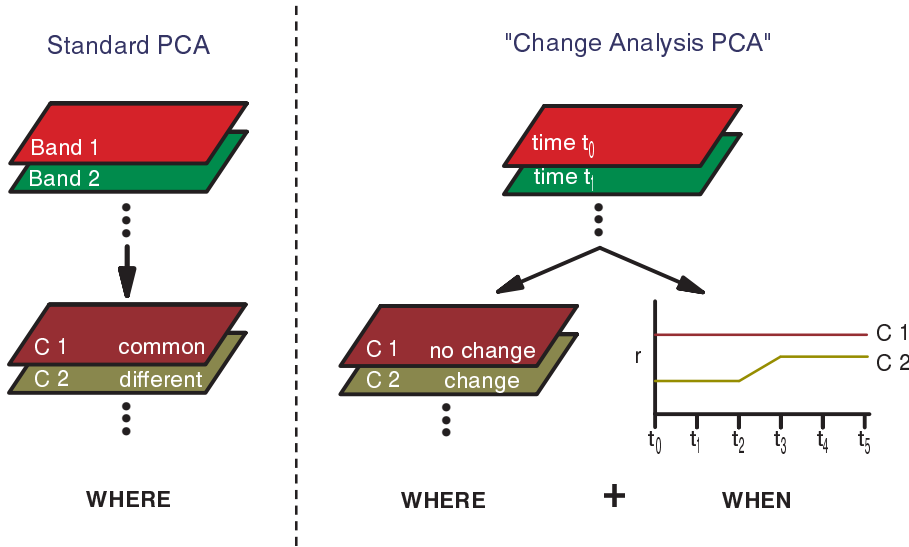 Standard PCA
Band 1
Band 2
C 1 common
C 2 different
WHERE
"Change Analysis PCA"
time t0
time t1
C 1 no change
C 2 change
r
C 1
C 2
t0 t1 t2 t3 t4 t5
WHERE + WHEN